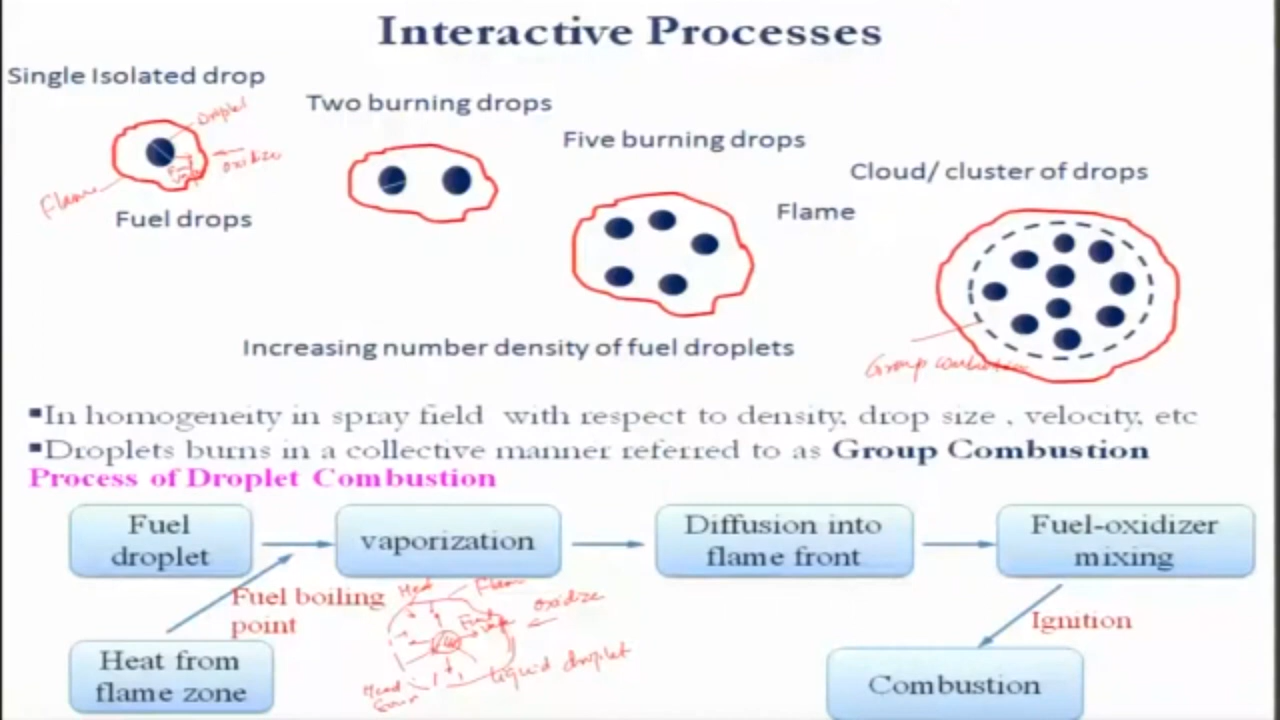 Interactive Processes
Single Isolated drop
Two burning drops
Five burning drops
Cloud/ cluster of drops
Droplet
oxidize
Flame
Flame
Fuel drops
Increasing number density of fuel droplets
Group
▪In homogeneity in spray field with respect to density, drop size , velocity, etc
▪Droplets burns in a collective manner referred to as Group Combustion
Process of Droplet Combustion
Fuel
droplet
vaporization
Diffusion into
flame front
Fuel-oxidizer
mixing
Fuel boiling
point
Heat
Flam
oxidize
Fuel
Liquid droplet
Ignition
Heat from
flame zone
Combustion